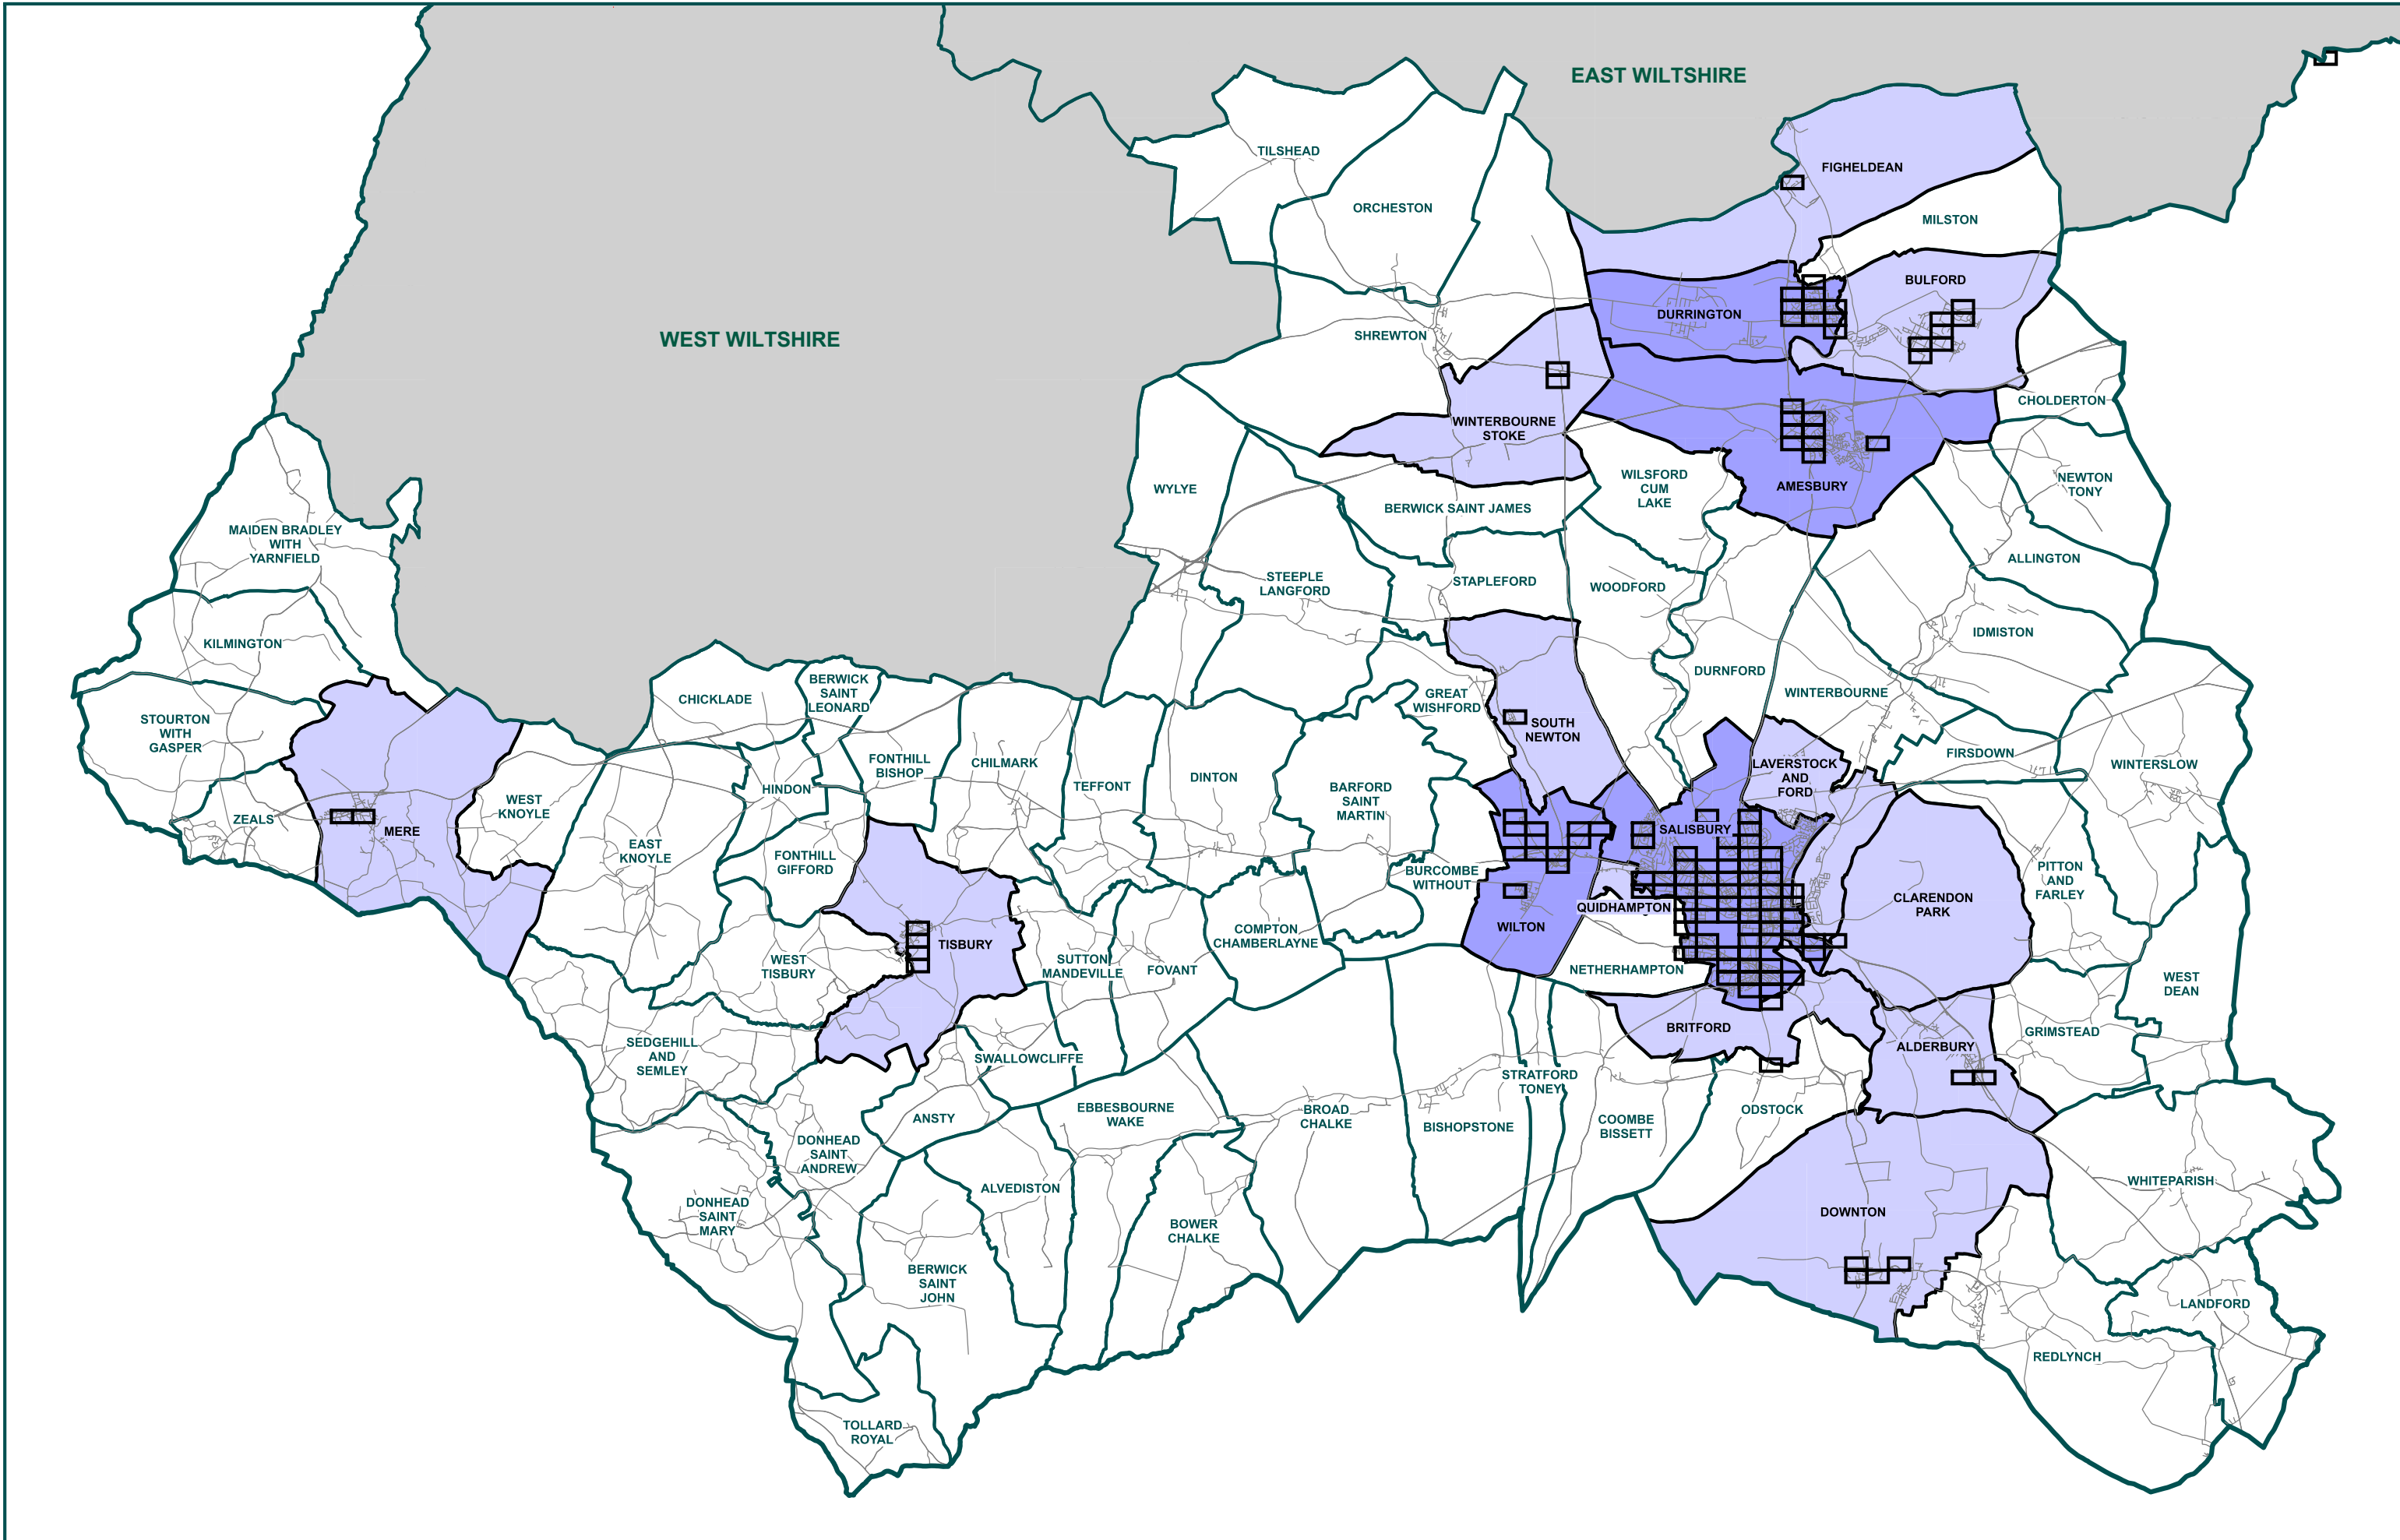 EAST WILTSHIRE
TILSHEAD
FIGHELDEAN
ORCHESTON
MILSTON
BULFORD
DURRINGTON
WEST WILTSHIRE
SHREWTON
CHOLDERTON
WINTERBOURNE
STOKE
WYLYE
WILSFORD
CUM
LAKE
AMESBURY
NEWTON
TONY
BERWICK SAINT JAMES
MAIDEN BRADLEY
WITH
YARNFIELD
ALLINGTON
STEEPLE
LANGFORD
STAPLEFORD
WOODFORD
KILMINGTON
IDMISTON
DURNFORD
BERWICK
SAINT
LEONARD
CHICKLADE
GREAT
WISHFORD
WINTERBOURNE
STOURTON
WITH
GASPER
SOUTH
NEWTON
FIRSDOWN
FONTHILL
BISHOP
CHILMARK
LAVERSTOCK
AND
FORD
WINTERSLOW
DINTON
TEFFONT
HINDON
WEST
KNOYLE
BARFORD
SAINT
MARTIN
ZEALS
MERE
SALISBURY
EAST
KNOYLE
FONTHILL
GIFFORD
BURCOMBE
WITHOUT
PITTON
AND
FARLEY
CLARENDON
PARK
QUIDHAMPTON
WILTON
COMPTON
CHAMBERLAYNE
TISBURY
WEST
TISBURY
SUTTON
MANDEVILLE
FOVANT
NETHERHAMPTON
WEST
DEAN
BRITFORD
GRIMSTEAD
SEDGEHILL
AND
SEMLEY
ALDERBURY
SWALLOWCLIFFE
STRATFORD
TONEY
ANSTY
EBBESBOURNE
WAKE
BROAD
CHALKE
BISHOPSTONE
COOMBE
BISSETT
ODSTOCK
DONHEAD
SAINT
ANDREW
WHITEPARISH
ALVEDISTON
DONHEAD
SAINT
MARY
DOWNTON
BOWER
CHALKE
BERWICK
SAINT
JOHN
LANDFORD
REDLYNCH
TOLLARD
ROYAL